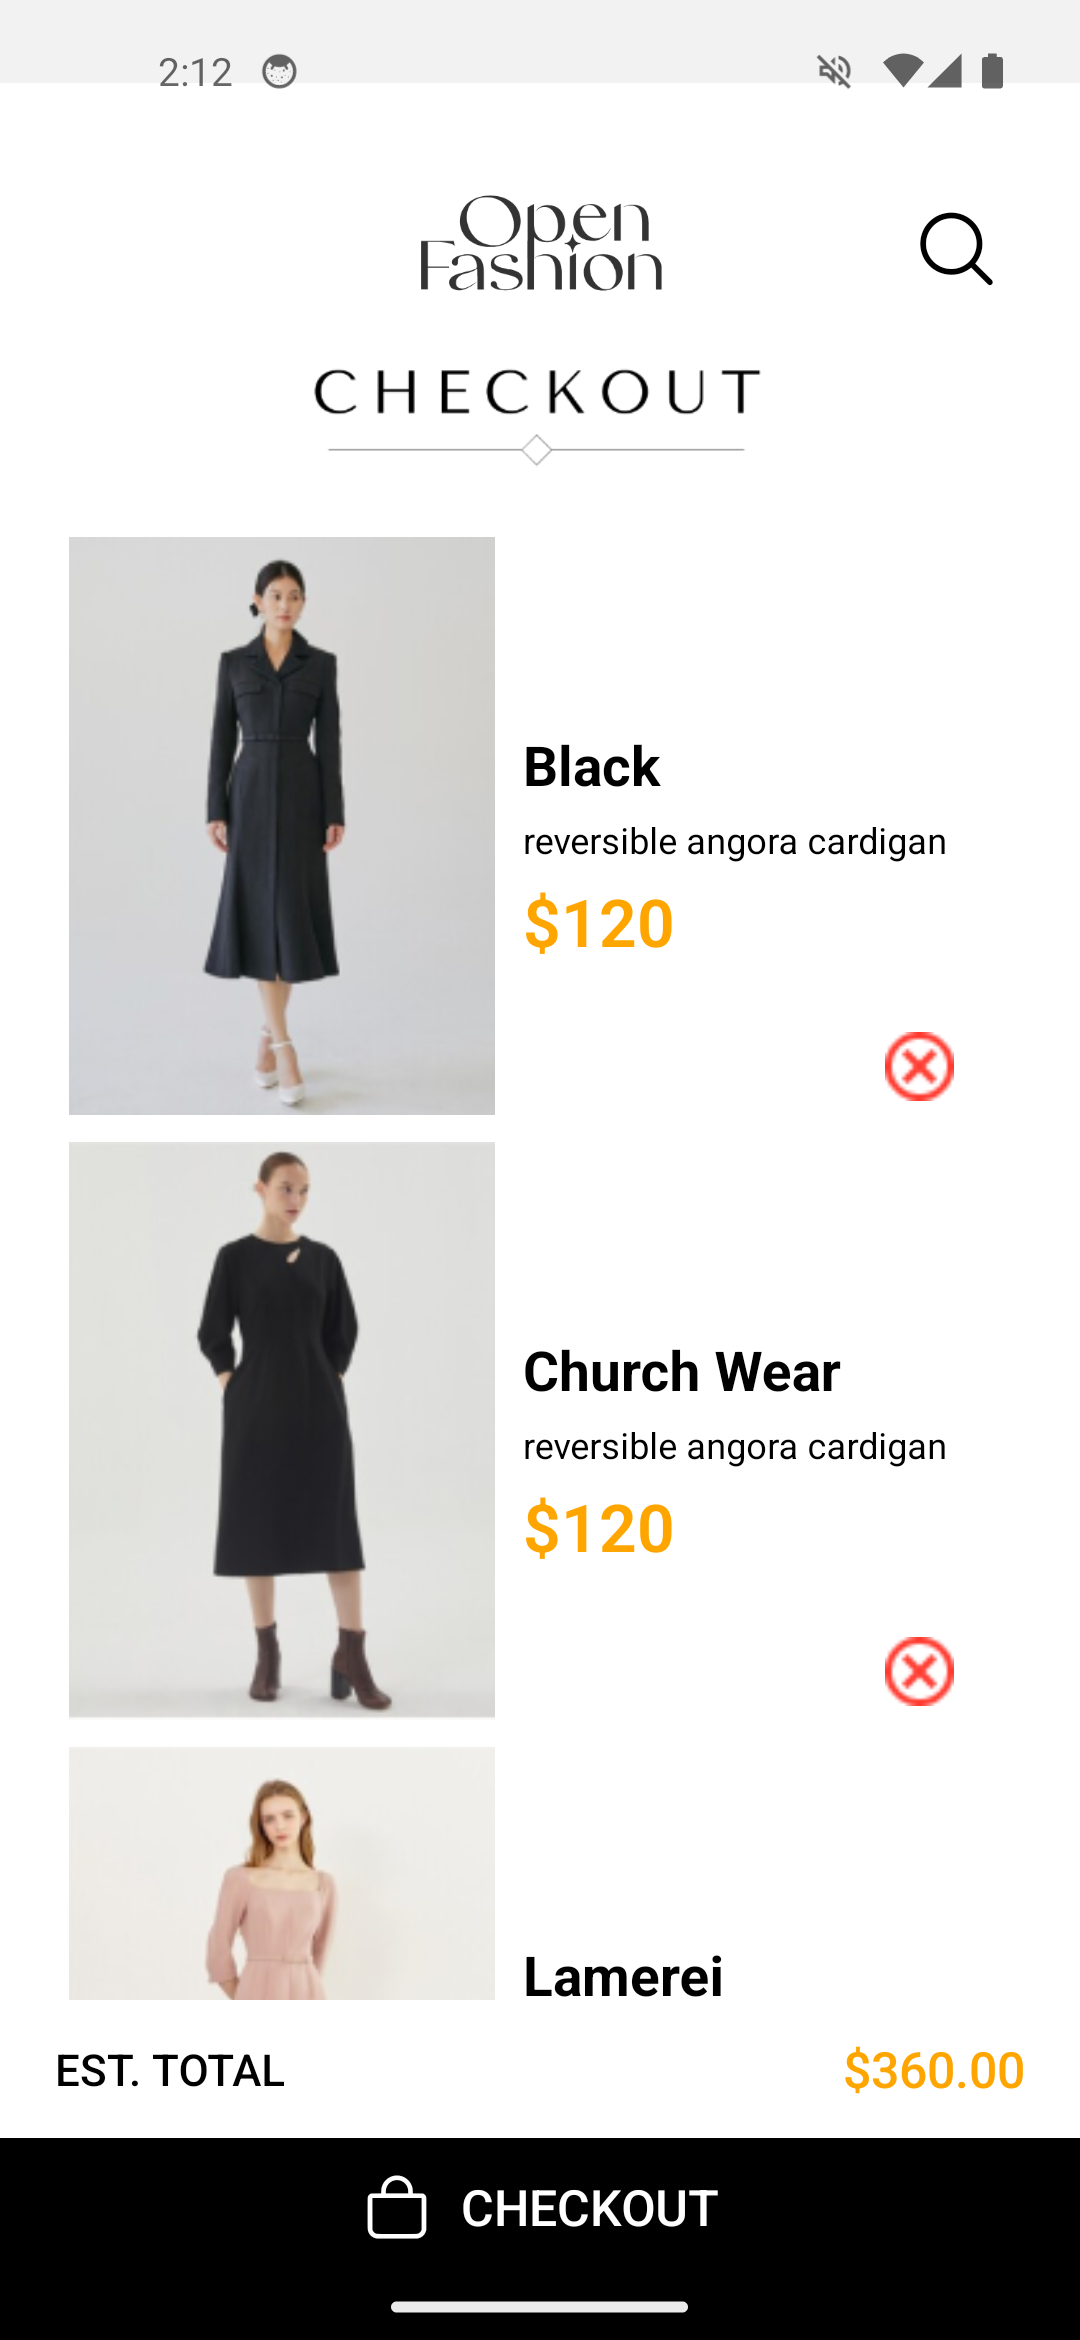 2:12
Open
Fashion
CHECKOUT
Black
reversible angora cardigan
$120
Church Wear
reversible angora cardigan
$120
Lamerei
EST. TOTAL $360.00
CHECKOUT